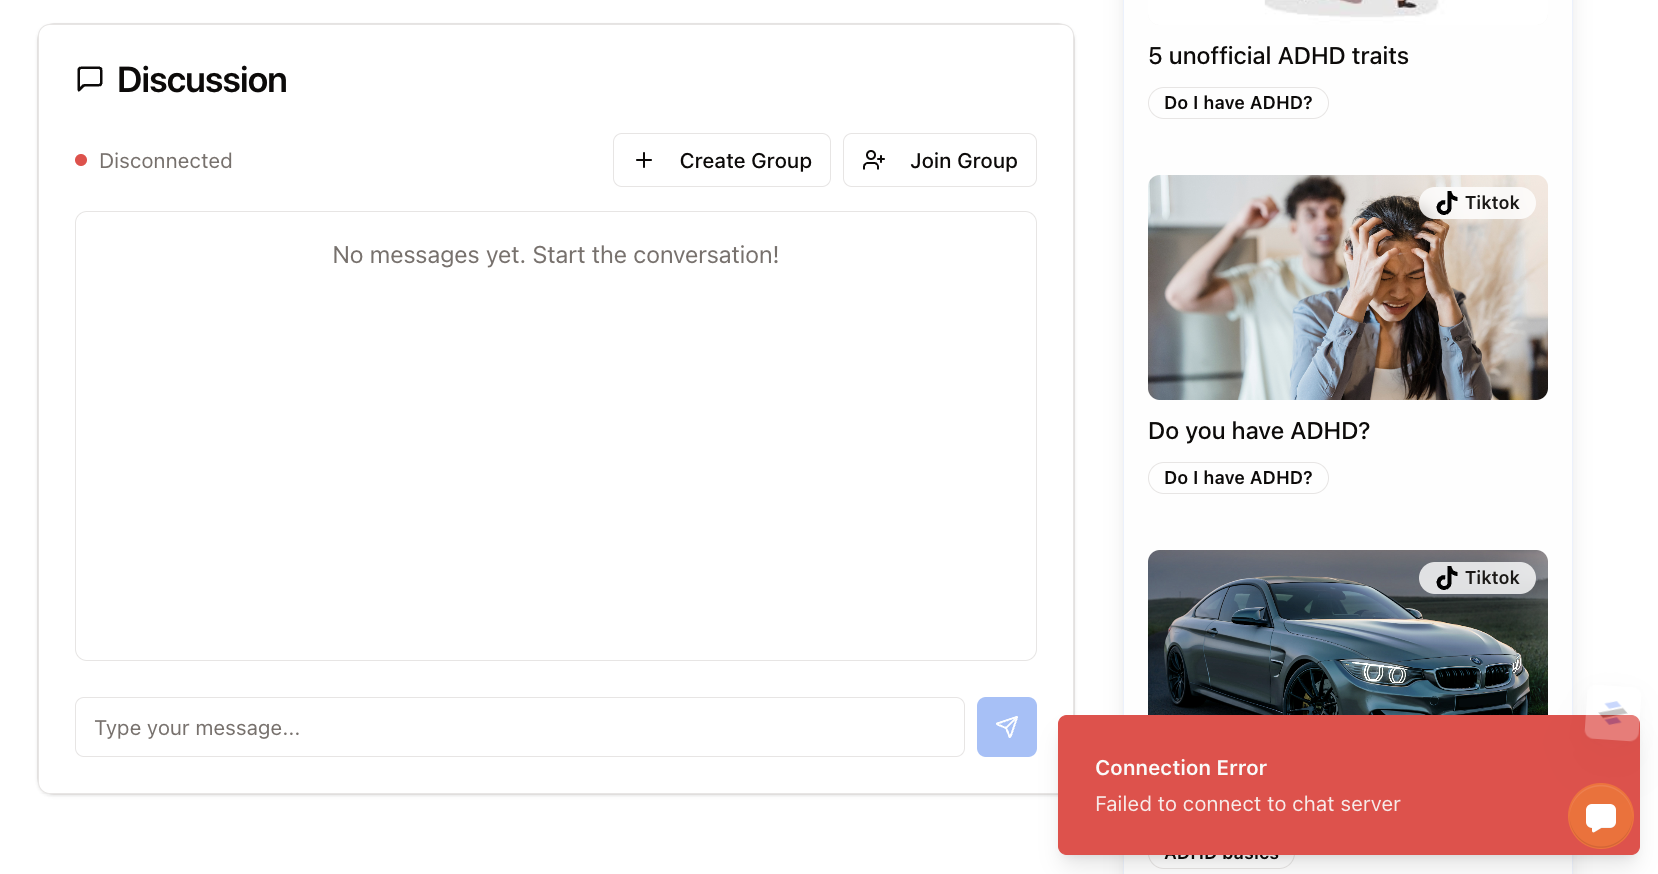 Discussion
Disconnected
Create Group
Join Group
No messages yet. Start the conversation!
Type your message...
5 unofficial ADHD traits
Do I have ADHD?
Tiktok
Do you have ADHD?
Do I have ADHD?
Tiktok
Connection Error
Failed to connect to chat server
ADHD basics